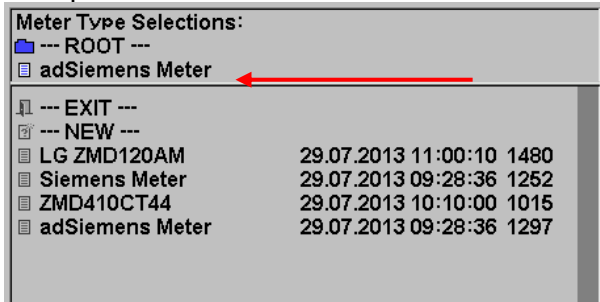 Meter Type Selections:
--- ROOT ---
adSiemens Meter
--- EXIT ---
--- NEW ---
LG ZMD120AM 29.07.2013 11:00:10 1480
Siemens Meter 29.07.2013 09:28:36 1252
ZMD410CT44 29.07.2013 10:10:00 1015
adSiemens Meter 29.07.2013 09:28:36 1297